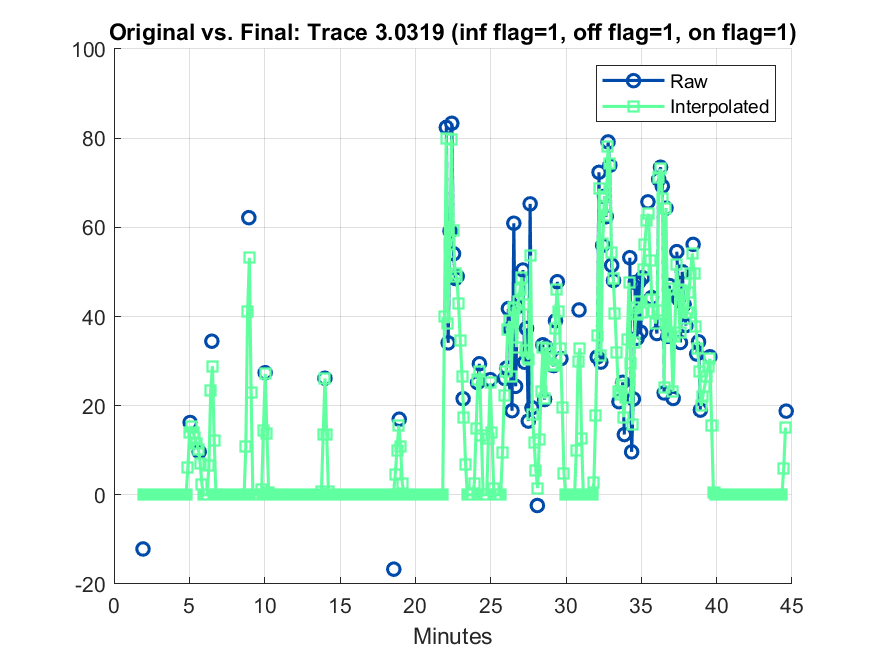 Original vs. Final: Trace 3.0319 (inf flag=1, off flag=1, on flag=1)
100
80
60
40
20
0
-20
Raw
Interpolated
0 5 10 15 20 25 30 35 40 45
Minutes